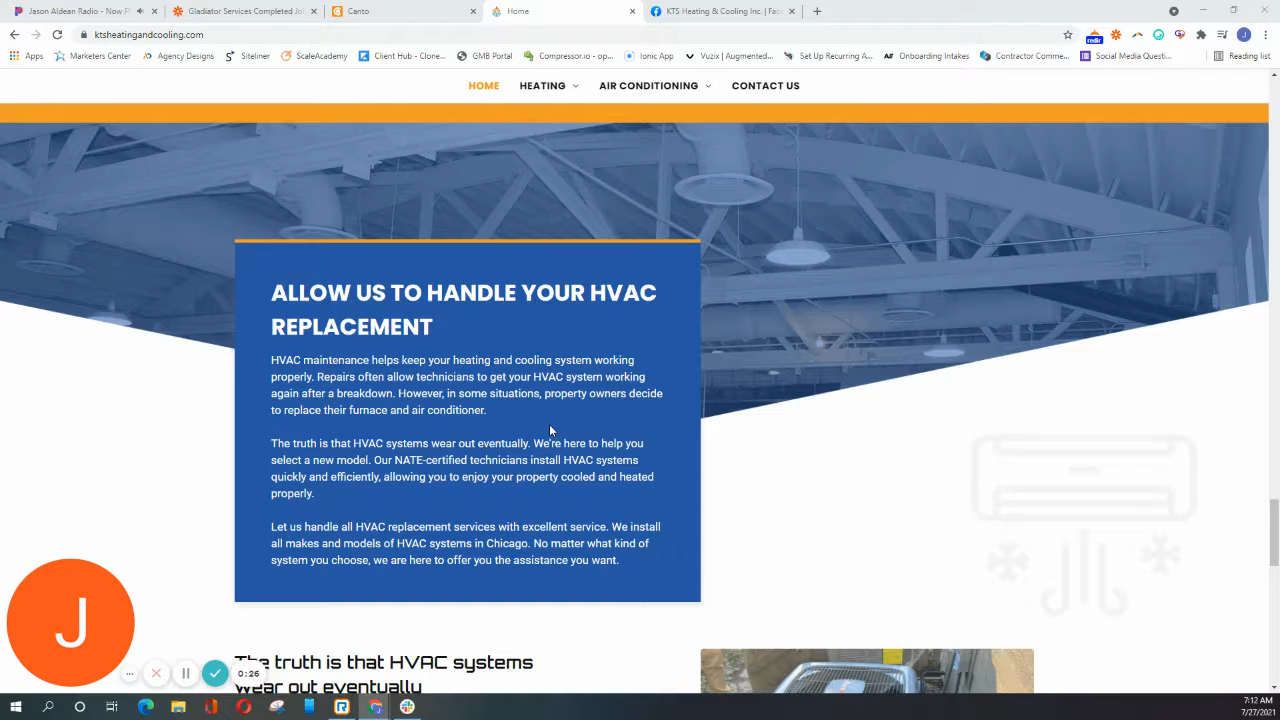 Jason Aldean Radio - Now P
Gladiator Services Completed Jo
Canto
Home
KTS Heating & Cooling Inc. | Fac
ktsheatingandcooling.com
redir
J
Apps
Marketers Center
Agency Designs
Siteliner
ScaleAcademy
ClonedHub - Clone...
GMB Portal
Compressor.io - op...
Ionic App
Vuzix | Augmented...
Set Up Recurring A...
Onboarding Intakes
Contractor Comme...
Social Media Questi...
Reading list
HOME HEATING AIR CONDITIONING CONTACT US
ALLOW US TO HANDLE YOUR HVAC
REPLACEMENT
HVAC maintenance helps keep your heating and cooling system working
properly. Repairs often allow technicians to get your HVAC system working
again after a breakdown. However, in some situations, property owners decide
to replace their furnace and air conditioner.
The truth is that HVAC systems wear out eventually. We're here to help you
select a new model. Our NATE-certified technicians install HVAC systems
quickly and efficiently, allowing you to enjoy your property cooled and heated
properly.
Let us handle all HVAC replacement services with excellent service. We install
all makes and models of HVAC systems in Chicago. No matter what kind of
system you choose, we are here to offer you the assistance you want.
J
The truth is that HVAC systems
wear out eventually
0:26
7:12 AM
7/27/2021